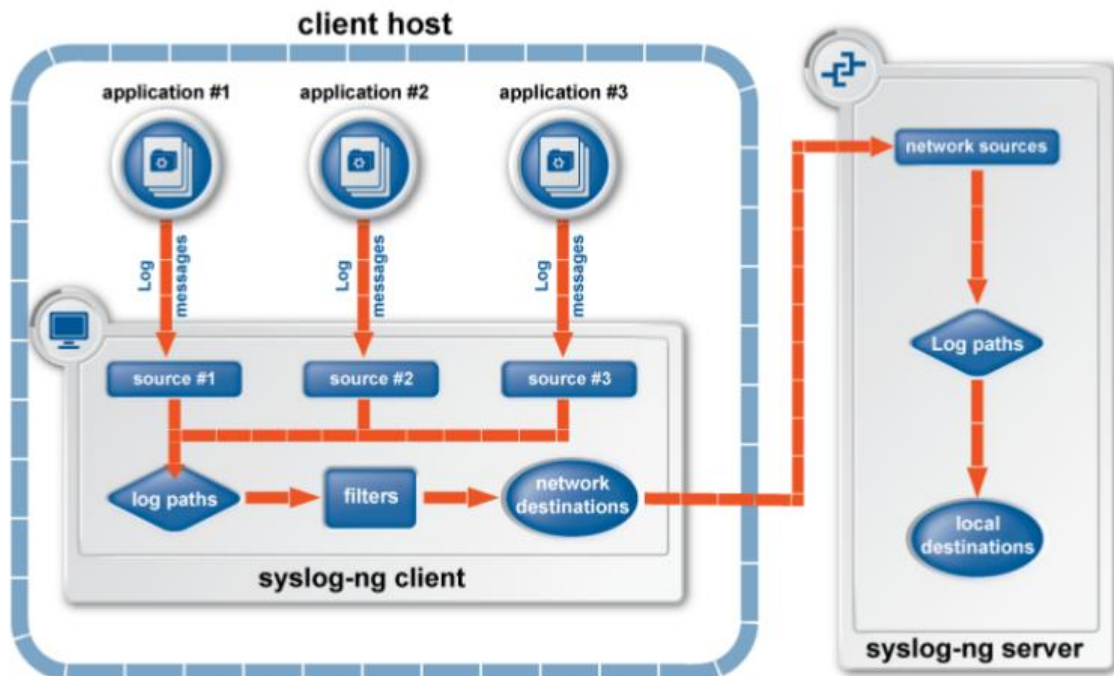 client host
application #1
application #2
application #3
Log
messages
Log
messages
Log
messages
source #1
source #2
source #3
log paths
filters
network
destinations
syslog-ng client
network sources
Log paths
local
destinations
syslog-ng server